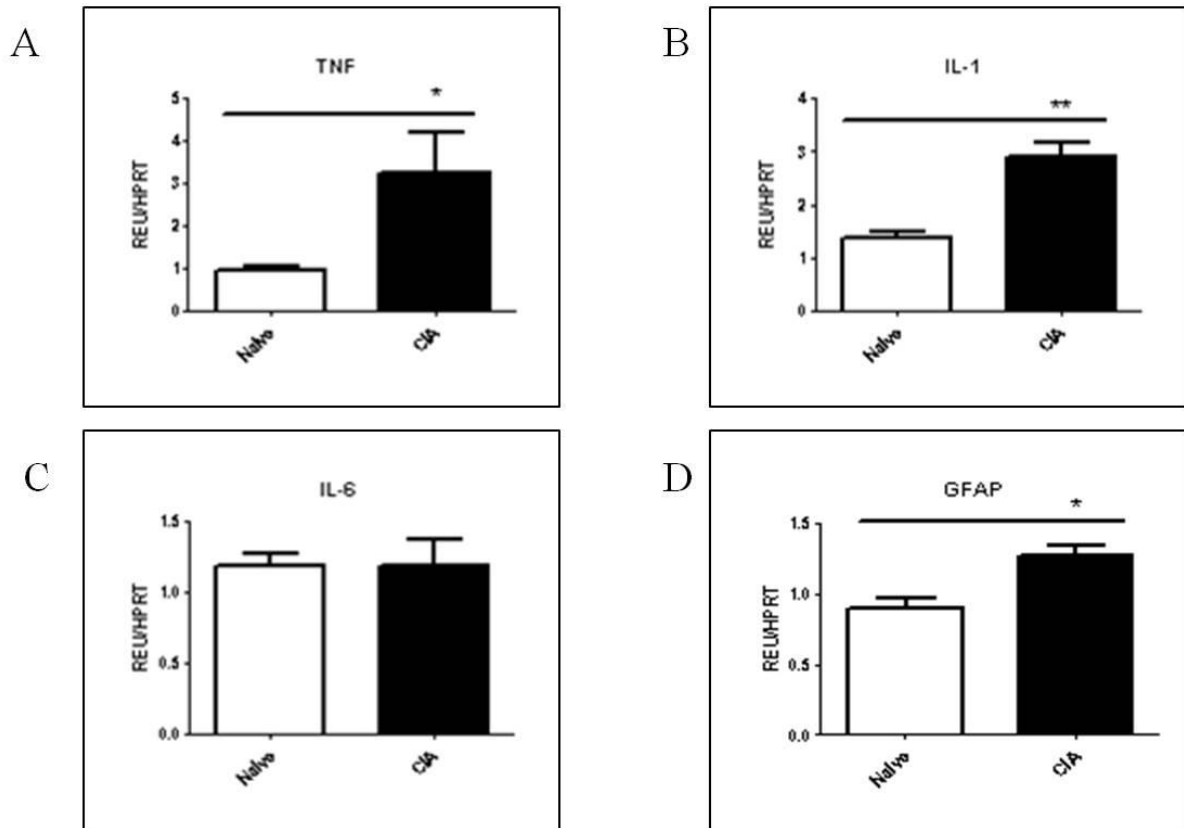 A
TNF
*
5
4
3
2
1
0
REU/HPRT
Naive
CIA
B
IL-1
**
4
3
2
1
0
REU/HPRT
Naive
CIA
C
IL-6
1.5
1.0
0.5
0.0
REU/HPRT
Naive
CIA
D
GFAP
*
1.5
1.0
0.5
0.0
REU/HPRT
Naive
CIA